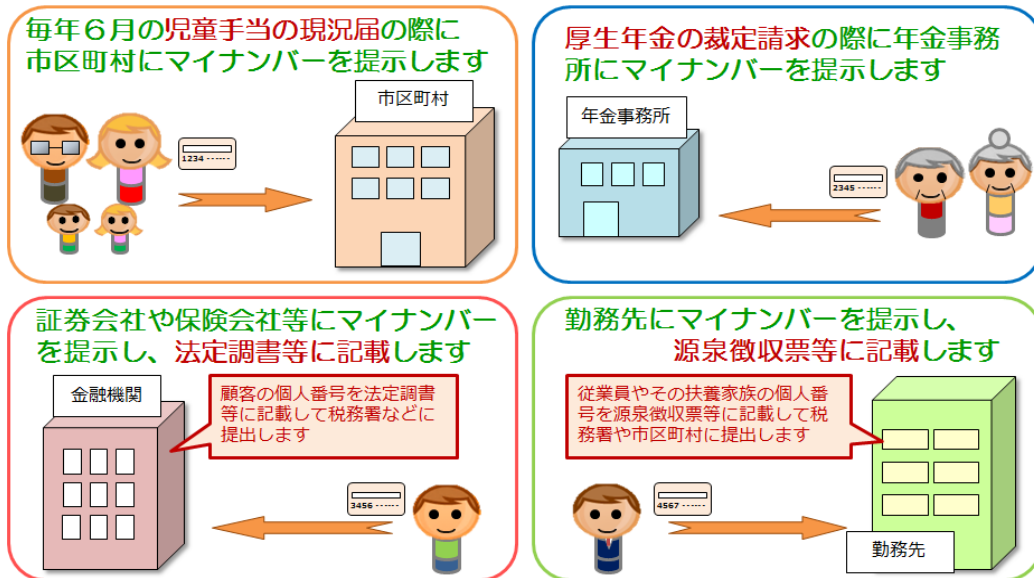 毎年６月の児童手当の現況届の際に
市区町村にマイナンバーを提示します
市区町村
1234 ------
厚生年金の裁定請求の際に年金事務
所にマイナンバーを提示します
年金事務所
2345 ------
証券会社や保険会社等にマイナンバー
を提示し、法定調書等に記載します
金融機関
顧客の個人番号を法定調書
等に記載して税務署などに
提出します
3456 ------
勤務先にマイナンバーを提示し、
源泉徴収票等に記載します
従業員やその扶養家族の個人番
号を源泉徴収票等に記載して税
務署や市区町村に提出します
4567 ------
勤務先